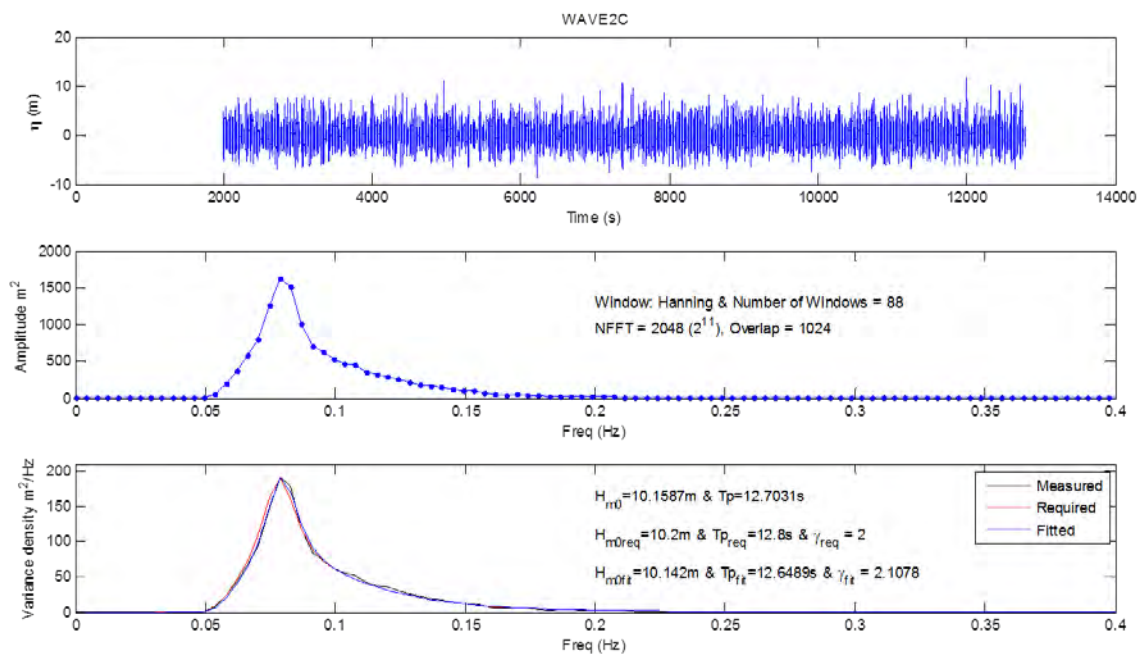 WAVE2C
20
10
0
-10
η (m)
0 2000 4000 6000 8000 10000 12000 14000
Time (s)
2000
1500
1000
500
0
Amplitude m²
Window: Hanning & Number of Windows = 88
NFFT = 2048 (2¹¹), Overlap = 1024
0 0.05 0.1 0.15 0.2 0.25 0.3 0.35 0.4
Freq (Hz)
200
150
100
50
0
Variance density m²/Hz
Hm0=10.1587m & Tp=12.7031s
Hm0req=10.2m & Tpreq=12.8s & γreq = 2
Hm0fit=10.142m & Tpfit=12.6489s & γfit = 2.1078
Measured
Required
Fitted
0 0.05 0.1 0.15 0.2 0.25 0.3 0.35 0.4
Freq (Hz)